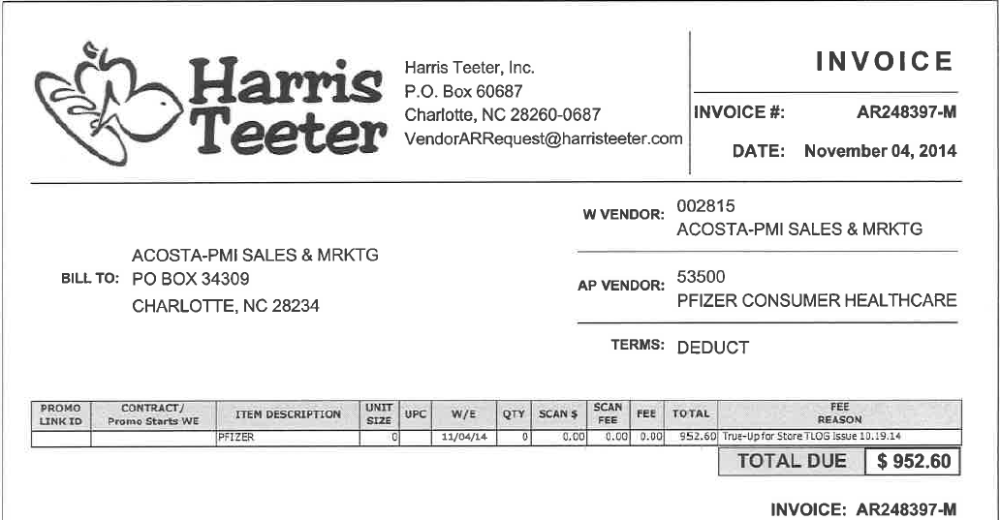 Harris
Teeter
Harris Teeter, Inc.
P.O. Box 60687
Charlotte, NC 28260-0687
VendorARRequest@harristeeter.com
INVOICE
INVOICE #: AR248397-M
DATE: November 04, 2014
W VENDOR: 002815
ACOSTA-PMI SALES & MRKTG
BILL TO: ACOSTA-PMI SALES & MRKTG
PO BOX 34309
CHARLOTTE, NC 28234
AP VENDOR: 53500
PFIZER CONSUMER HEALTHCARE
TERMS: DEDUCT
PROMO LINK ID CONTRACT/ Promo Starts WE ITEM DESCRIPTION UNIT SIZE UPC W/E QTY SCAN $ SCAN FEE FEE TOTAL FEE REASON
PFIZER 0 11/04/14 0 0.00 0.00 0.00 952.60 True-Up for Store TLOG Issue 10.19.14
TOTAL DUE $ 952.60
INVOICE: AR248397-M